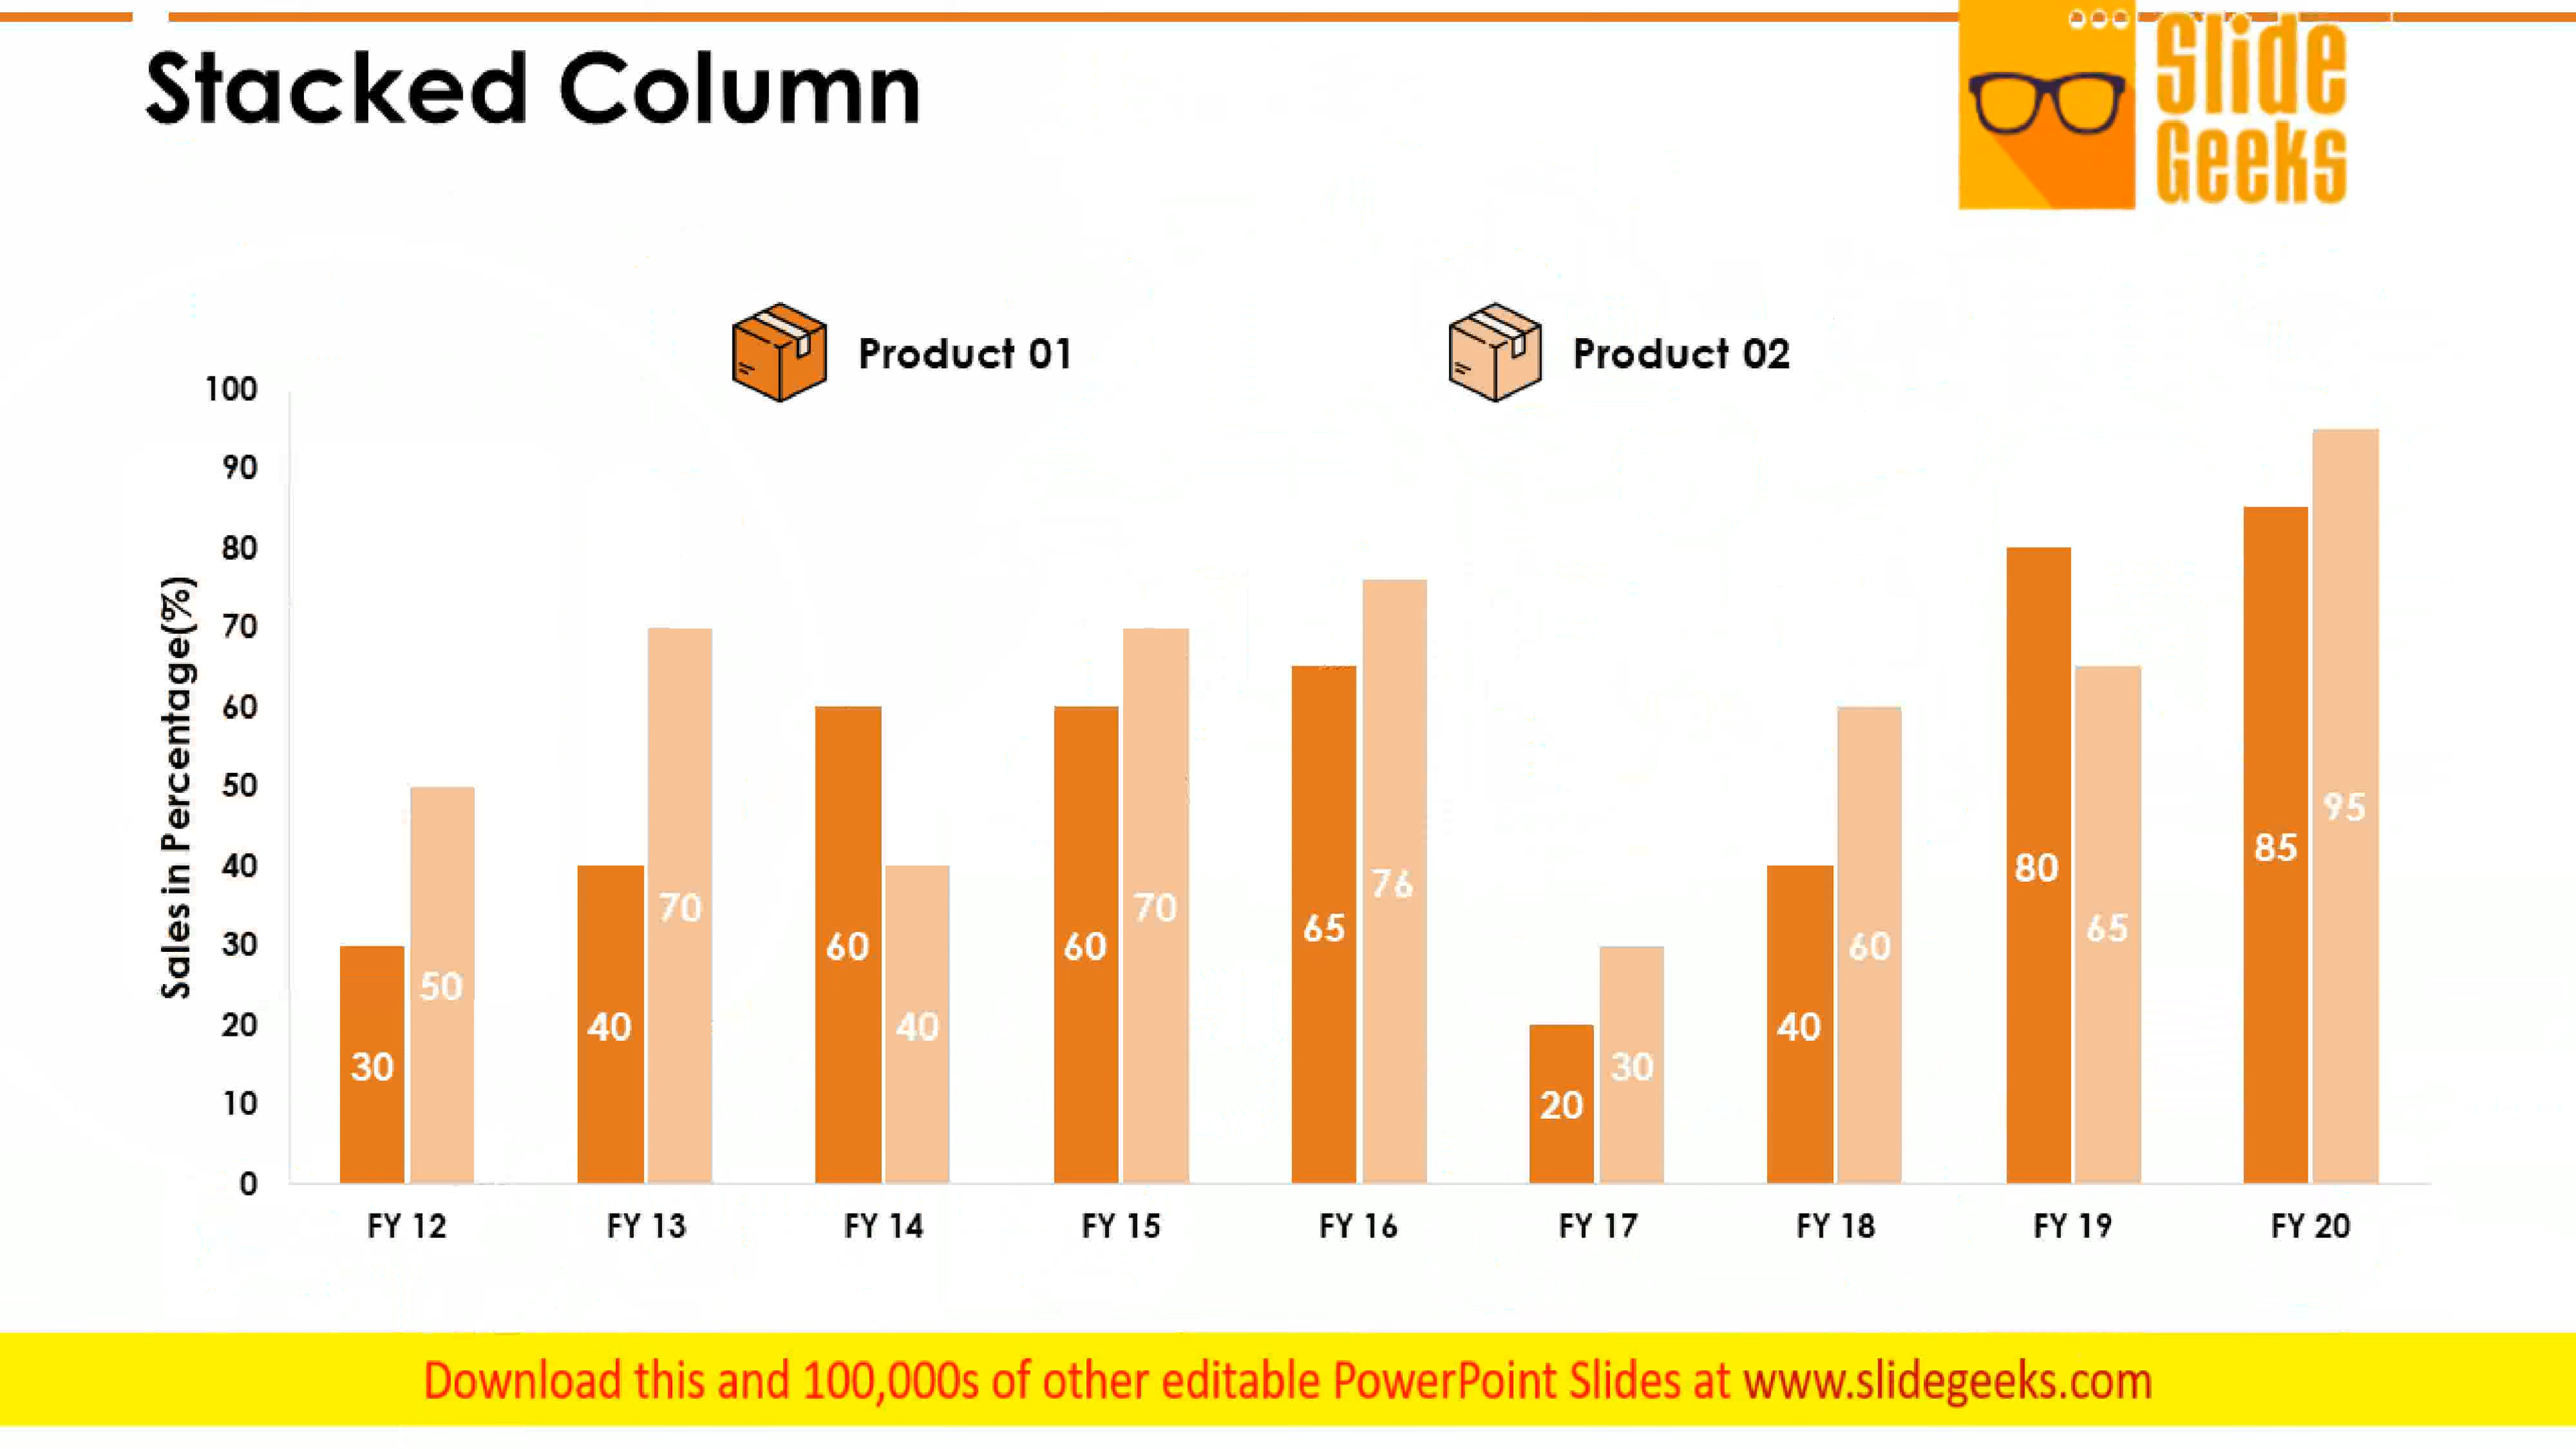 Stacked Column
Slide
Geeks
Product 01
Product 02
Sales in Percentage(%)
100
90
80
70
60
50
40
30
20
10
0
30
50
40
70
60
40
60
70
65
76
20
30
40
60
80
65
85
95
FY 12
FY 13
FY 14
FY 15
FY 16
FY 17
FY 18
FY 19
FY 20
Download this and 100,000s of other editable PowerPoint Slides at www.slidegeeks.com